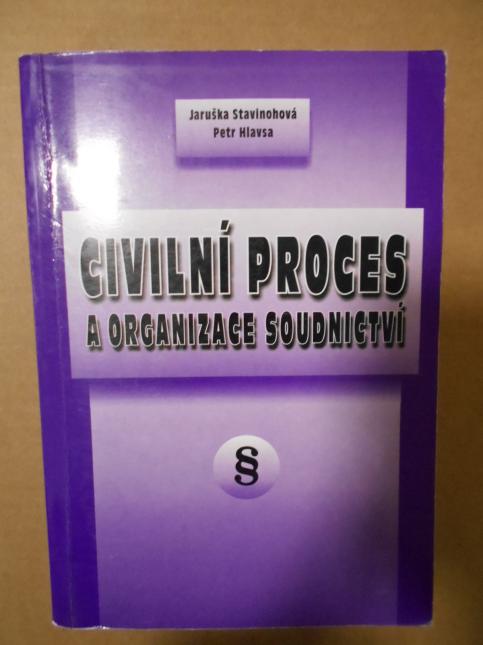 Jaruška Stavinohová
Petr Hlavsa
CIVILNÍ PROCES
A ORGANIZACE SOUDNICTVÍ
§